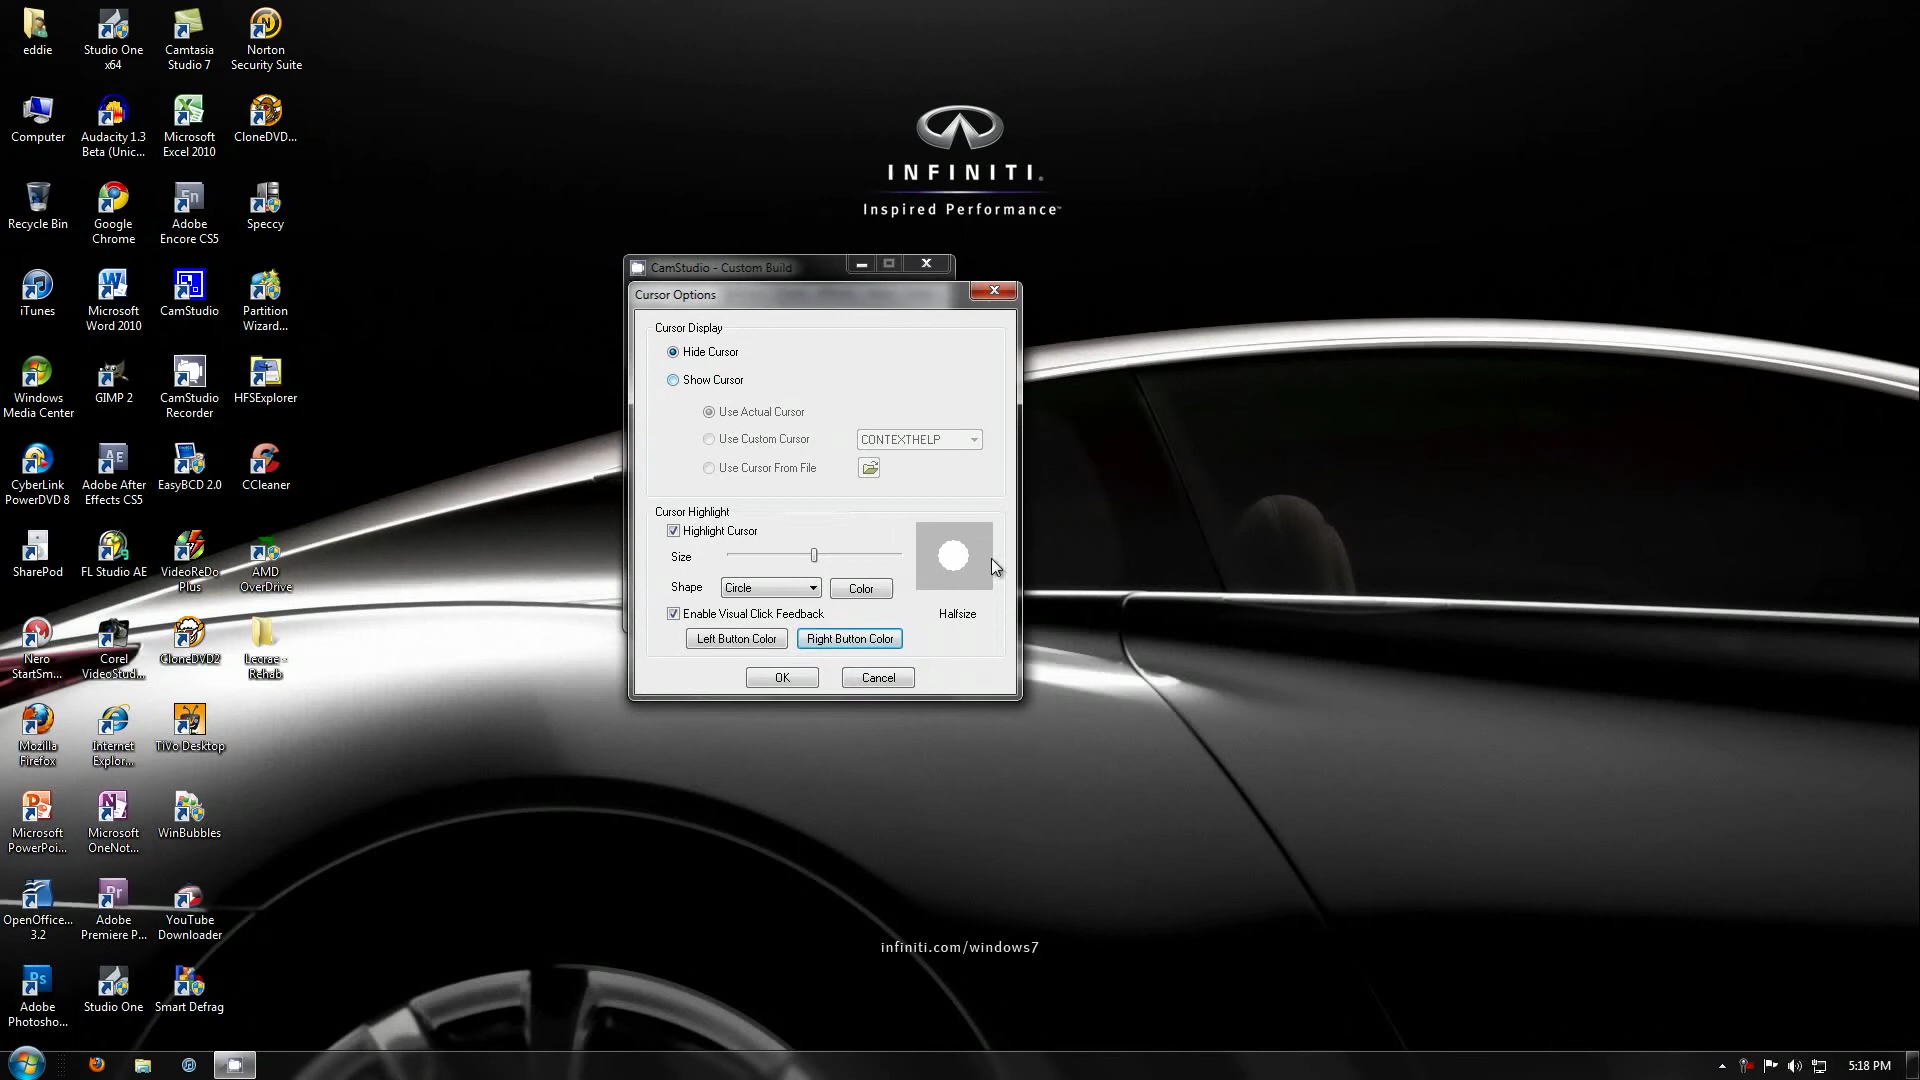 eddie
Studio One
x64
Camtasia
Studio 7
Norton
Security Suite
Computer
Audacity 1.3
Beta (Unic...
Microsoft
Excel 2010
CloneDVD...
Recycle Bin
Google
Chrome
Adobe
Encore CS5
Speccy
iTunes
Microsoft
Word 2010
CamStudio
Partition
Wizard...
Windows
Media Center
GIMP 2
CamStudio
Recorder
HFSExplorer
CyberLink
PowerDVD 8
Adobe After
Effects CS5
EasyBCD 2.0
CCleaner
SharePod
FL Studio AE
VideoReDo
Plus
AMD
OverDrive
Nero
StartSm...
Corel
VideoStud...
CloneDVD2
Lecrae -
Rehab
Mozilla
Firefox
Internet
Explor...
TiVo Desktop
Microsoft
PowerPoi...
Microsoft
OneNot...
WinBubbles
OpenOffice...
3.2
Adobe
Premiere P...
YouTube
Downloader
Adobe
Photosho...
Studio One
Smart Defrag
INFINITI.
Inspired Performance™
CamStudio - Custom Build
Cursor Options
Cursor Display
Hide Cursor
Show Cursor
Use Actual Cursor
Use Custom Cursor
CONTEXTHELP
Use Cursor From File
Cursor Highlight
Highlight Cursor
Size
Shape
Circle
Color
Enable Visual Click Feedback
Halfsize
Left Button Color
Right Button Color
OK
Cancel
infiniti.com/windows7
5:18 PM